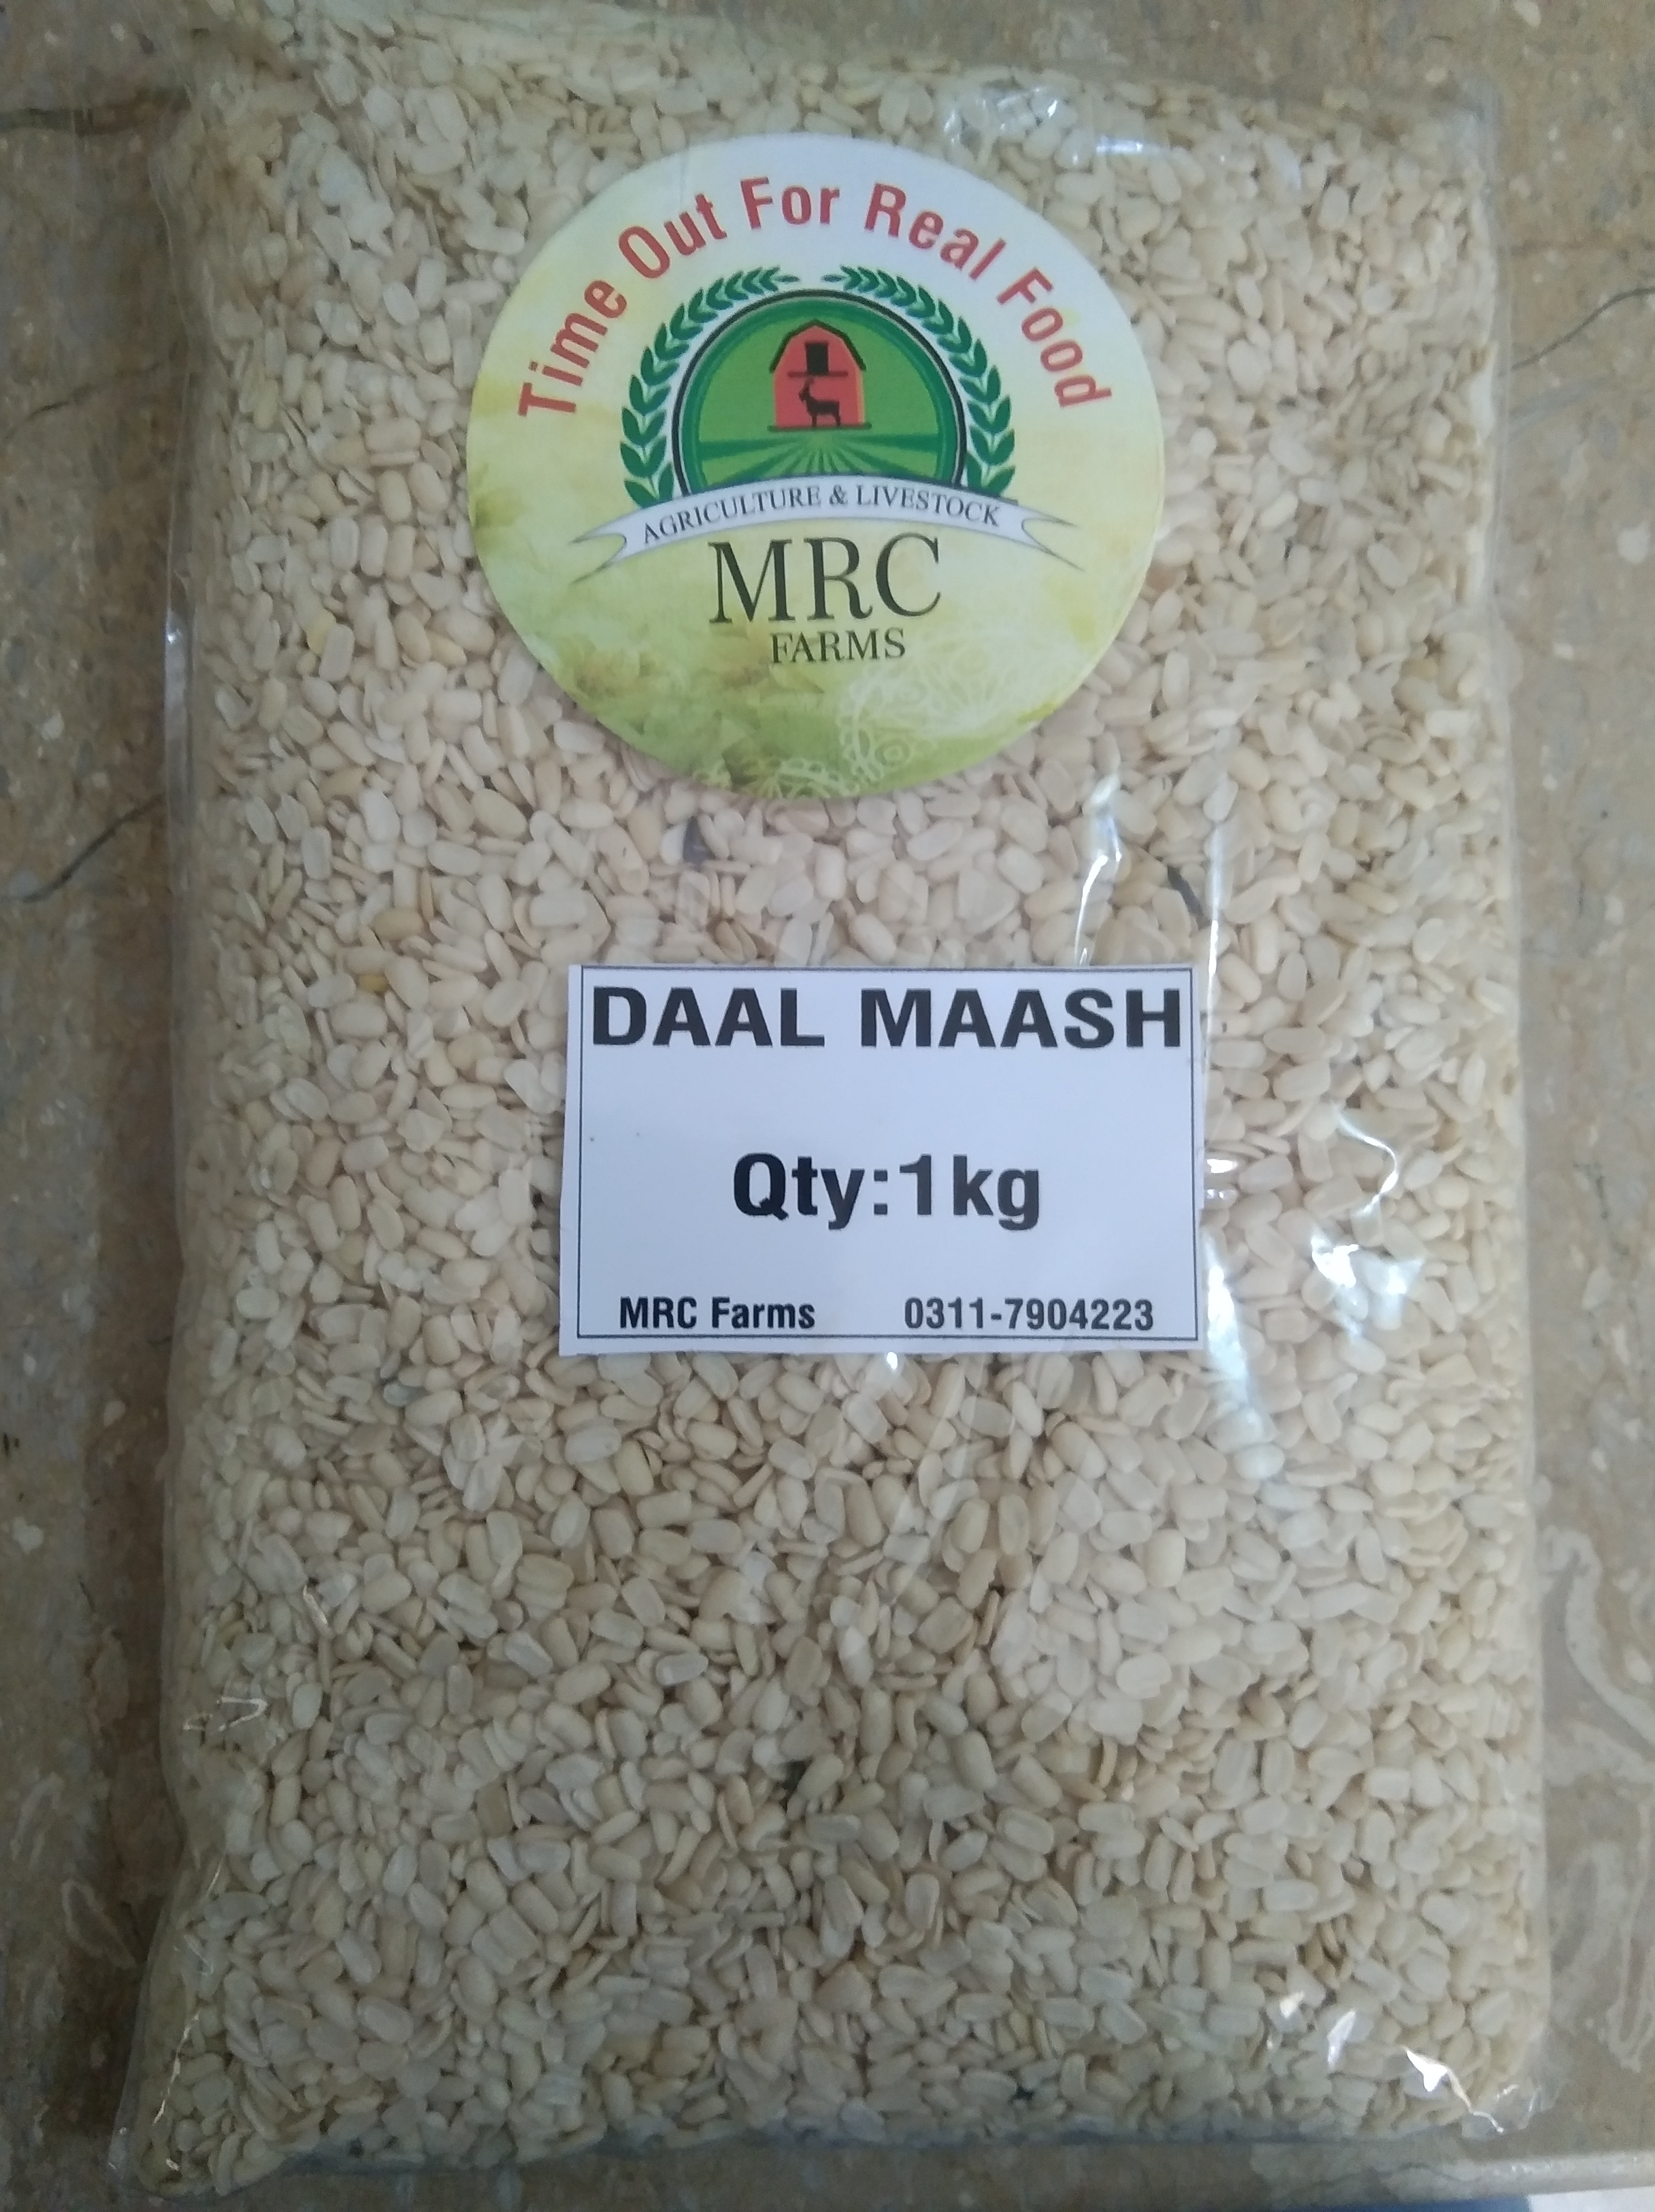 Time Out For Real Food
AGRICULTURE & LIVESTOCK
MRC
FARMS
DAAL MAASH
Qty:1kg
MRC Farms 0311-7904223